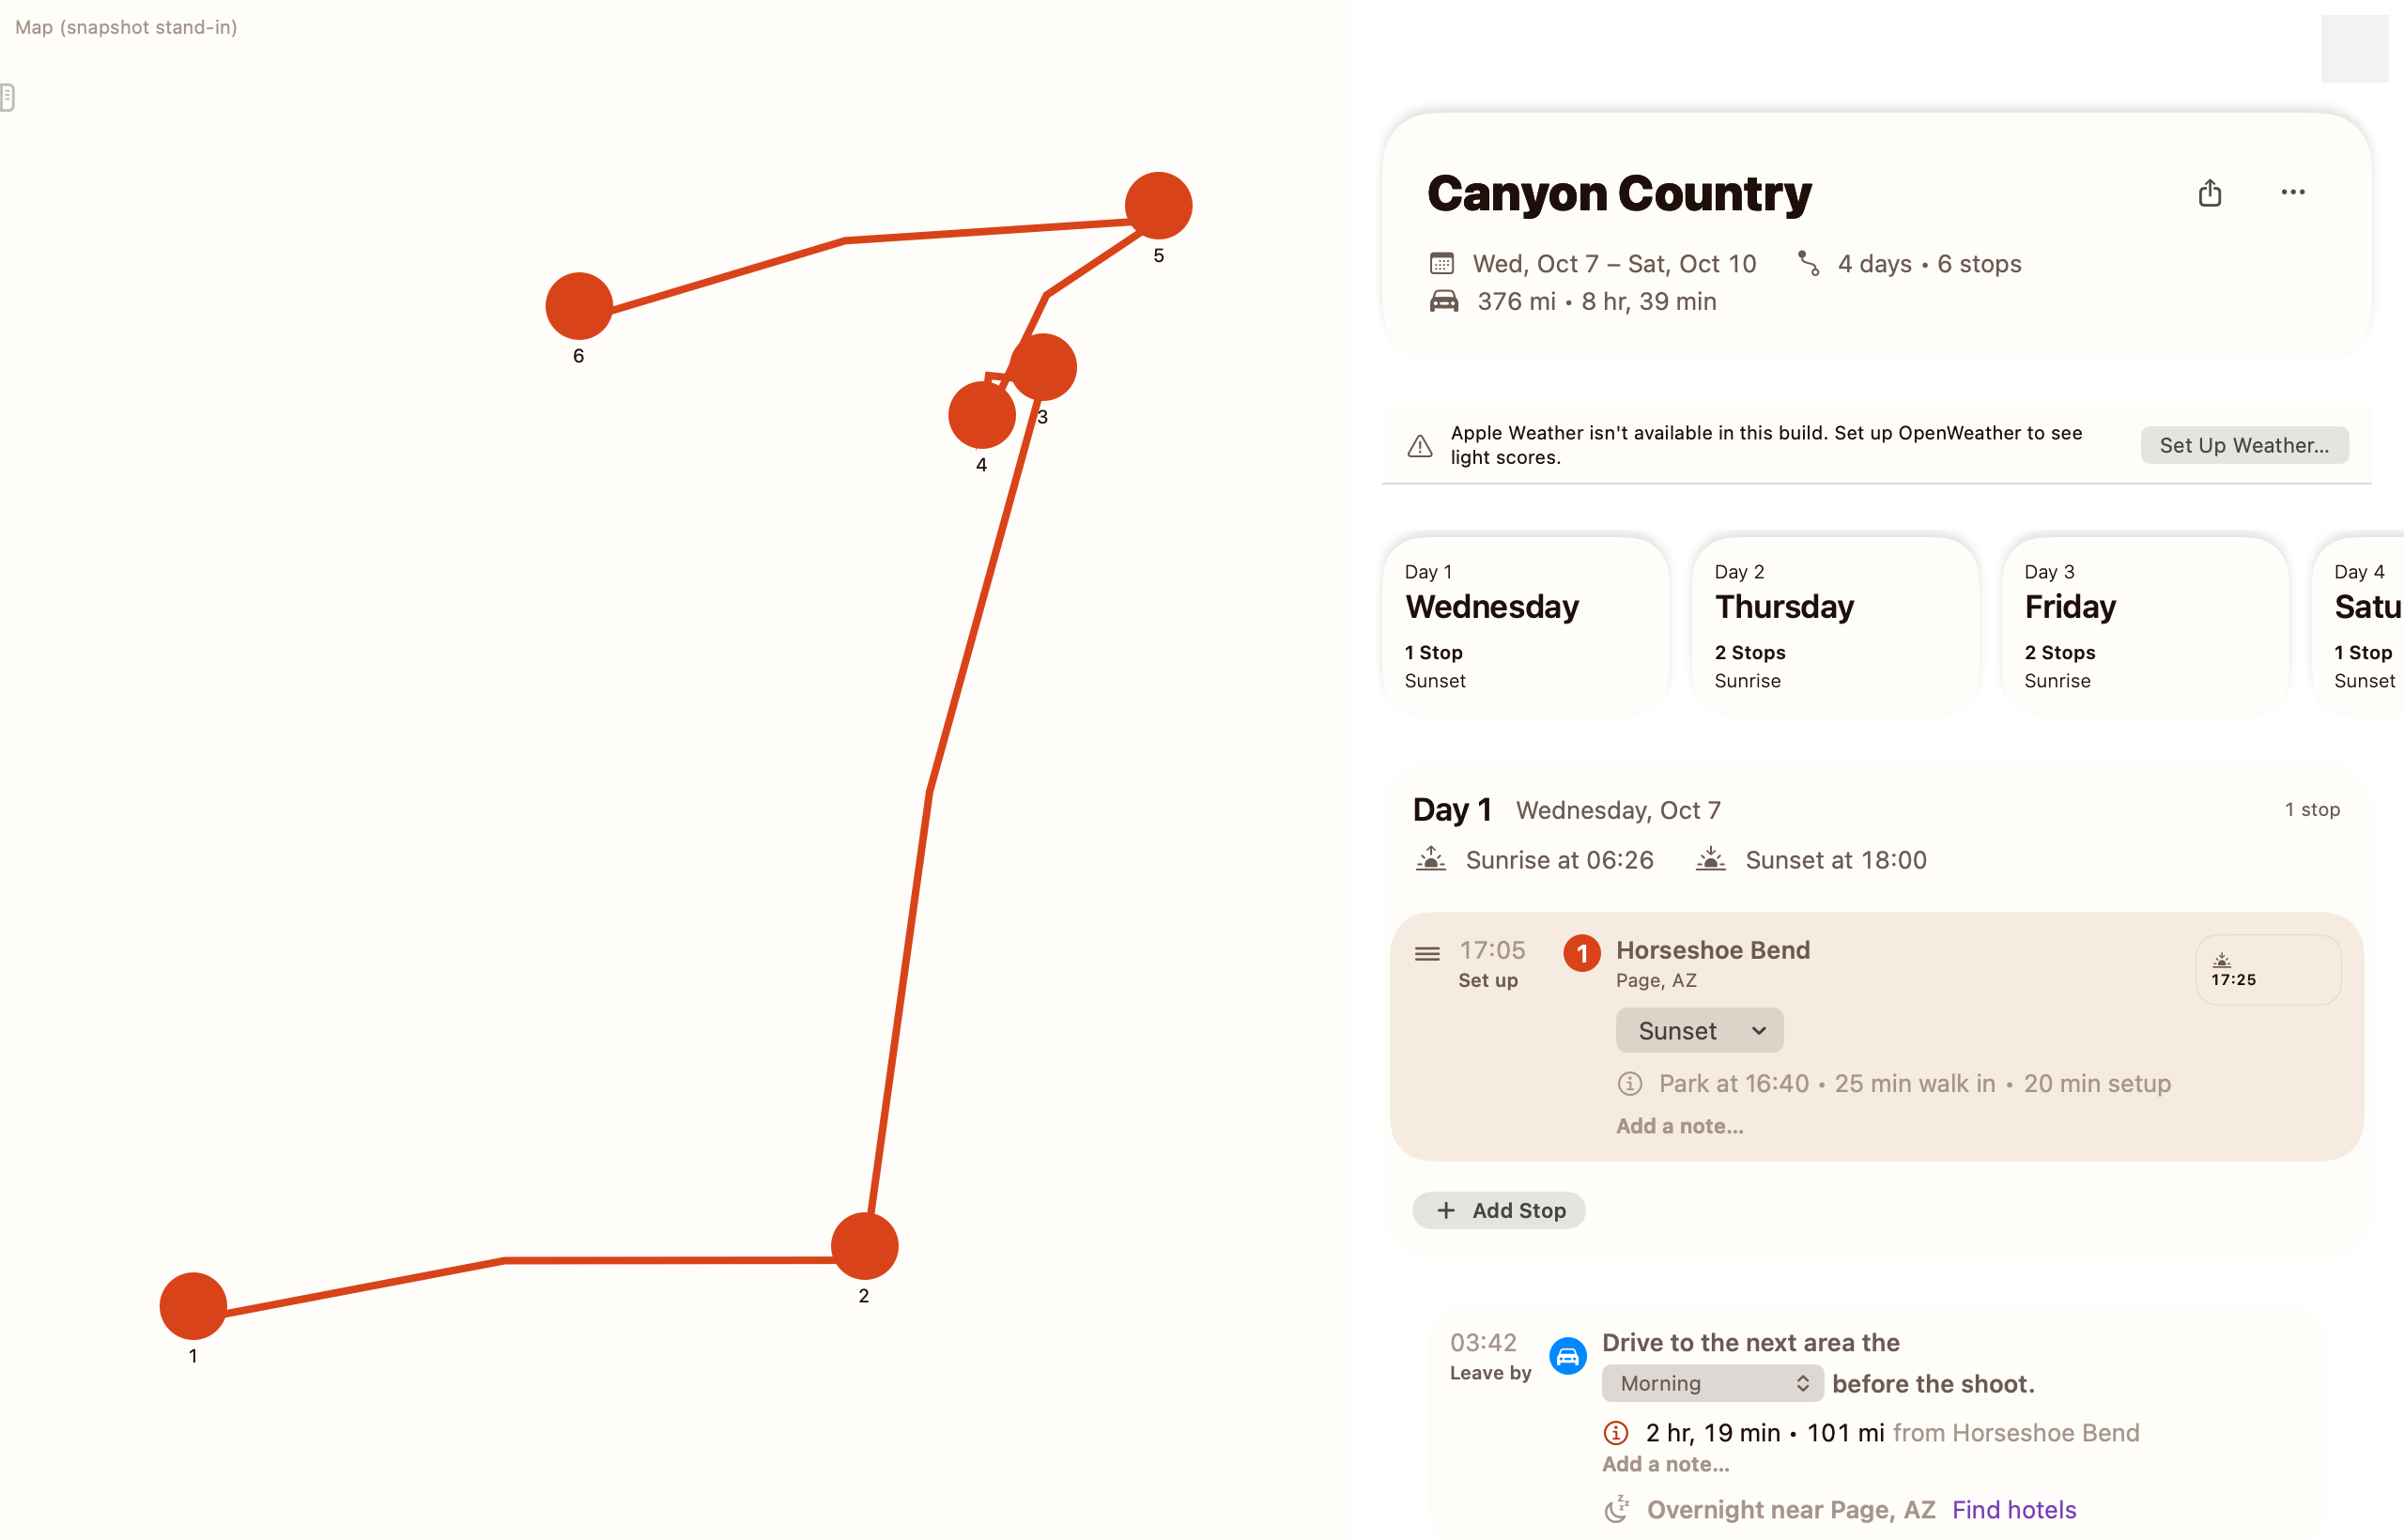 Map (snapshot stand-in)
5
6
3
4
2
1
Canyon Country
Wed, Oct 7 – Sat, Oct 10
4 days • 6 stops
376 mi • 8 hr, 39 min
Apple Weather isn't available in this build. Set up OpenWeather to see
light scores.
Set Up Weather...
Day 1
Wednesday
1 Stop
Sunset
Day 2
Thursday
2 Stops
Sunrise
Day 3
Friday
2 Stops
Sunrise
Day 4
Satu
1 Stop
Sunset
Day 1 Wednesday, Oct 7
1 stop
Sunrise at 06:26
Sunset at 18:00
17:05
Set up
1
Horseshoe Bend
Page, AZ
17:25
Sunset
Park at 16:40 • 25 min walk in • 20 min setup
Add a note...
+ Add Stop
03:42
Leave by
Drive to the next area the
Morning before the shoot.
2 hr, 19 min • 101 mi from Horseshoe Bend
Add a note...
Overnight near Page, AZ Find hotels